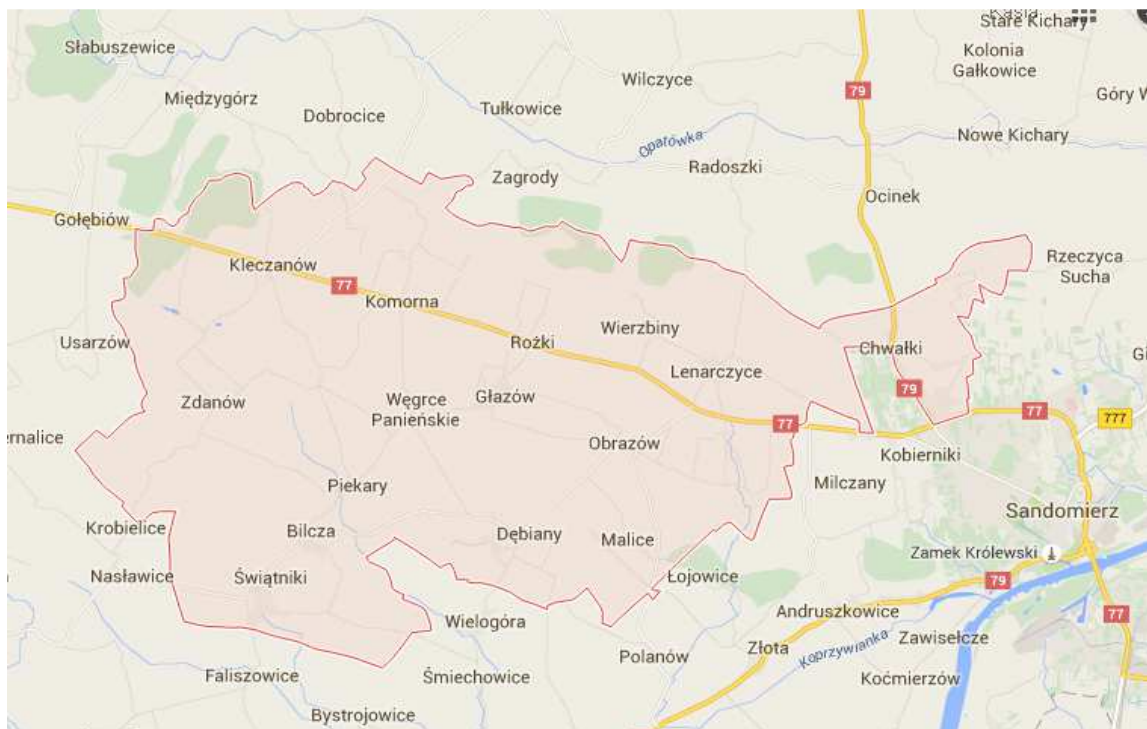 Kasia
Stare Kichary
Słabuszewice
Kolonia
Gałkowice
Wilczyce
79
Góry W
Międzygórz
Tułkowice
Dobrocice
Opatówka
Nowe Kichary
Radoszki
Zagrody
Ocinek
Gołębiów
Kleczanów
Rzeczyca
Sucha
77
Komorna
Wierzbiny
Usarzów
Rożki
Chwałki
Gi
Lenarczyce
79
Zdanów
Węgrce
Panieńskie
Głazów
77
777
77
ernalice
Obrazów
Kobierniki
Piekary
Milczany
Sandomierz
Krobielice
Bilcza
Dębiany
Malice
Zamek Królewski
Nasławice
Świątniki
Łojowice
79
Andruszkowice
77
Wielogóra
Zawisełcze
Złota
Koprzywianka
Polanów
Faliszowice
Śmiechowice
Koćmierzów
Bystrojowice